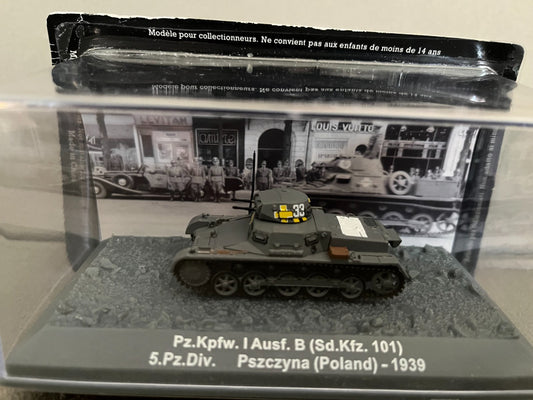 Modèle pour collectionneurs. Ne convient pas aux enfants de moins de 14 ans
LEVITAN
LOUIS VUITTON
33
Pz.Kpfw. I Ausf. B (Sd.Kfz. 101)
5.Pz.Div. Pszczyna (Poland) - 1939